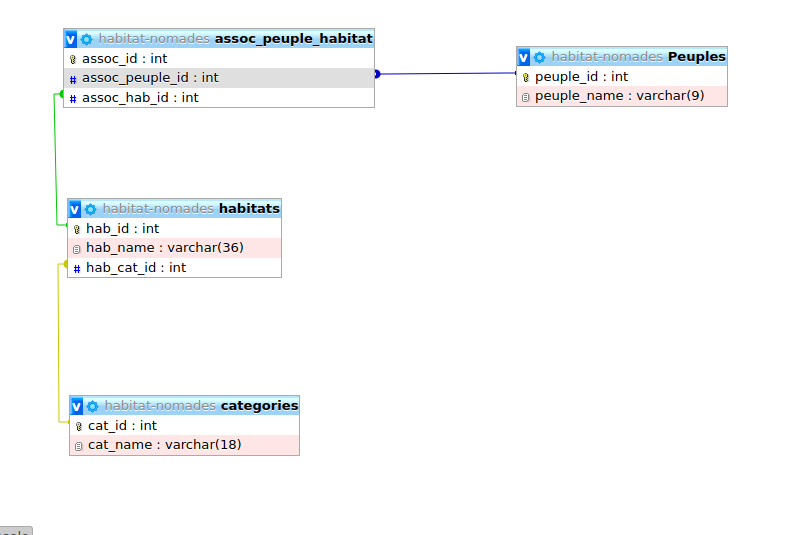 v habitat-nomades assoc_peuple_habitat
assoc_id : int
# assoc_peuple_id : int
# assoc_hab_id : int
v habitat-nomades Peuples
peuple_id : int
peuple_name : varchar(9)
v habitat-nomades habitats
hab_id : int
hab_name : varchar(36)
# hab_cat_id : int
v habitat-nomades categories
cat_id : int
cat_name : varchar(18)